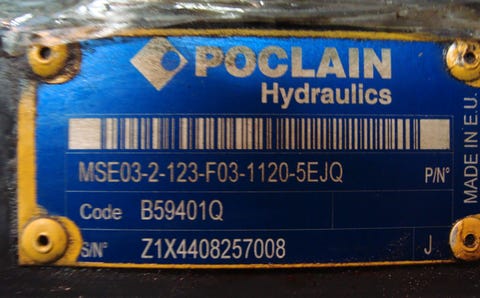 POCLAIN
Hydraulics
MSE03-2-123-F03-1120-5EJQ P/N°
Code B59401Q
S/N° Z1X4408257008 J
MADE IN E.U.